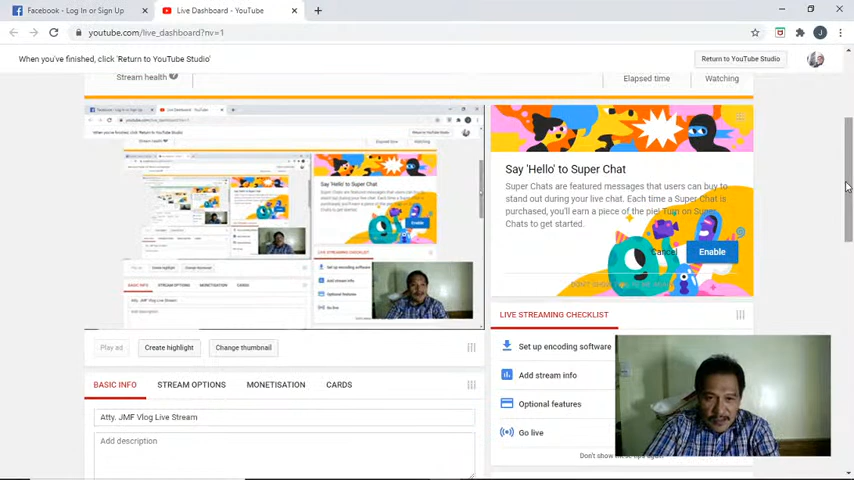 Facebook - Log In or Sign Up
Live Dashboard - YouTube
youtube.com/live_dashboard?nv=1
When you've finished, click 'Return to YouTube Studio'
Return to YouTube Studio
Stream health
Elapsed time
Watching
Say 'Hello' to Super Chat
Super Chats are featured messages that users can buy to
stand out during your live chat. Each time a Super Chat is
purchased, you'll earn a piece of the pie! Turn on Super
Chats to get started.
Cancel
Enable
LIVE STREAMING CHECKLIST
Set up encoding software
Add stream info
Optional features
Go live
Play ad
Create highlight
Change thumbnail
BASIC INFO
STREAM OPTIONS
MONETISATION
CARDS
Atty. JMF Vlog Live Stream
Add description